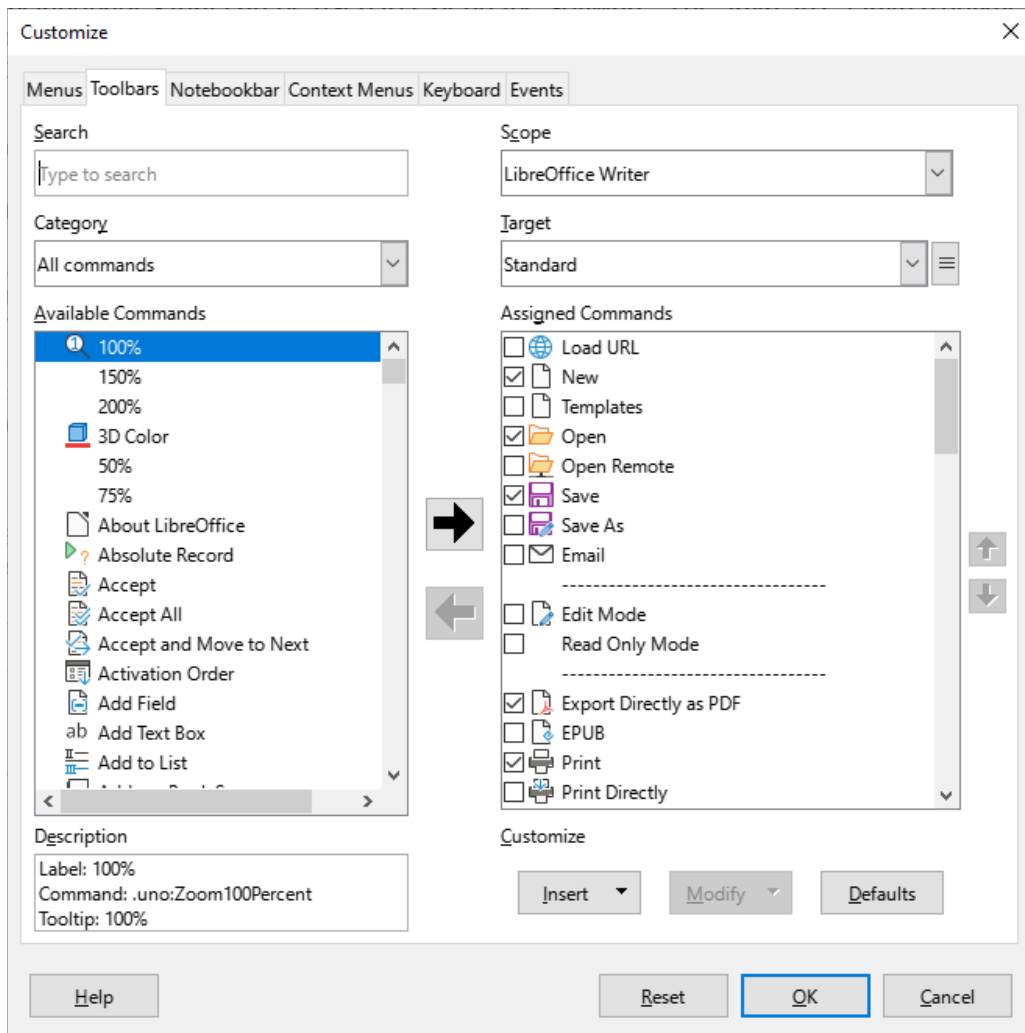 Customize
Menus Toolbars Notebookbar Context Menus Keyboard Events
Search
Type to search
Category
All commands
Available Commands
100%
150%
200%
3D Color
50%
75%
About LibreOffice
Absolute Record
Accept
Accept All
Accept and Move to Next
Activation Order
Add Field
ab Add Text Box
Add to List
Description
Label: 100%
Command: .uno:Zoom100Percent
Tooltip: 100%
Scope
LibreOffice Writer
Target
Standard
Assigned Commands
Load URL
New
Templates
Open
Open Remote
Save
Save As
Email
----------------------------------
Edit Mode
Read Only Mode
----------------------------------
Export Directly as PDF
EPUB
Print
Print Directly
Customize
Insert Modify Defaults
Help Reset OK Cancel